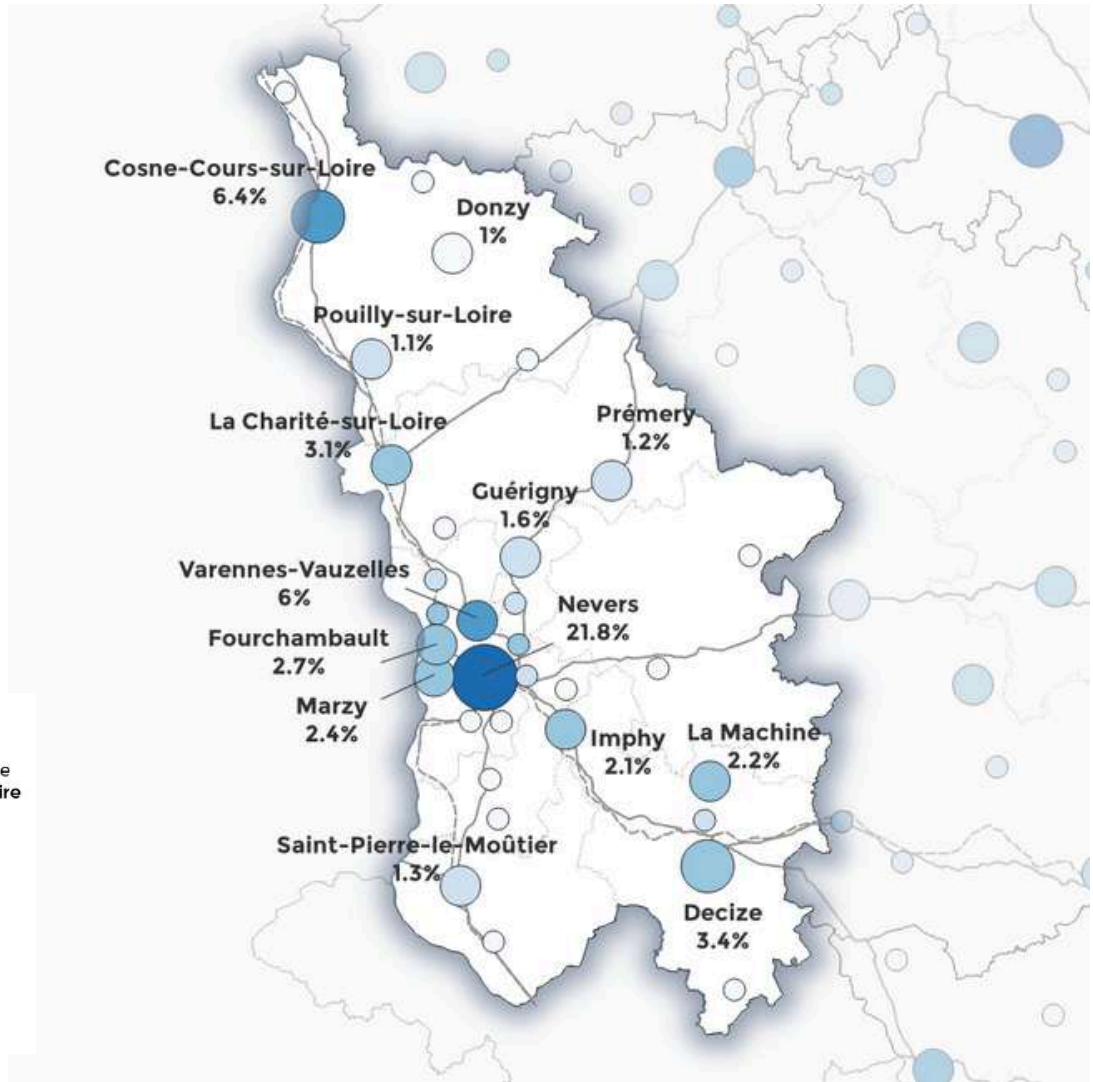 Cosne-Cours-sur-Loire
6.4%
Donzy
1%
Pouilly-sur-Loire
1.1%
La Charité-sur-Loire
3.1%
Prémery
1.2%
Guérigny
1.6%
Varennes-Vauzelles
6%
Nevers
21.8%
Fourchambault
2.7%
Marzy
2.4%
Imphy
2.1%
La Machine
2.2%
e
ire
Saint-Pierre-le-Moûtier
1.3%
Decize
3.4%